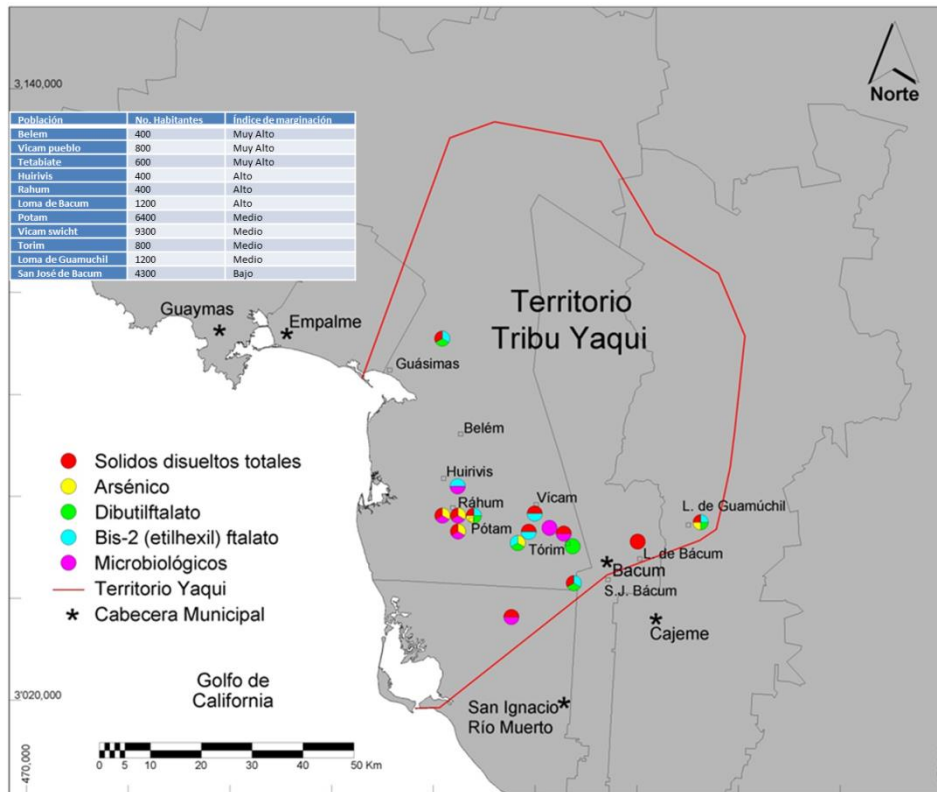 3,140,000
Norte
Población No. Habitantes Índice de marginación
Belem 400 Muy Alto
Vicam pueblo 800 Muy Alto
Tetabiate 600 Muy Alto
Huirivis 400 Alto
Rahum 400 Alto
Loma de Bacum 1200 Alto
Potam 6400 Medio
Vicam swicht 9300 Medio
Torim 800 Medio
Loma de Guamuchil 1200 Medio
San José de Bacum 4300 Bajo
Territorio
Tribu Yaqui
Guaymas
Empalme
Guásimas
Belém
Huirivis
Ráhum
Vícam
Pótam
Tórim
L. de Guamúchil
L. de Bácum
Bacum
S.J. Bácum
Cajeme
Solidos disueltos totales
Arsénico
Dibutilftalato
Bis-2 (etilhexil) ftalato
Microbiológicos
Territorio Yaqui
Cabecera Municipal
Golfo de
California
San Ignacio
Río Muerto
3'020,000
470,000
0 5 10 20 30 40 50 Km